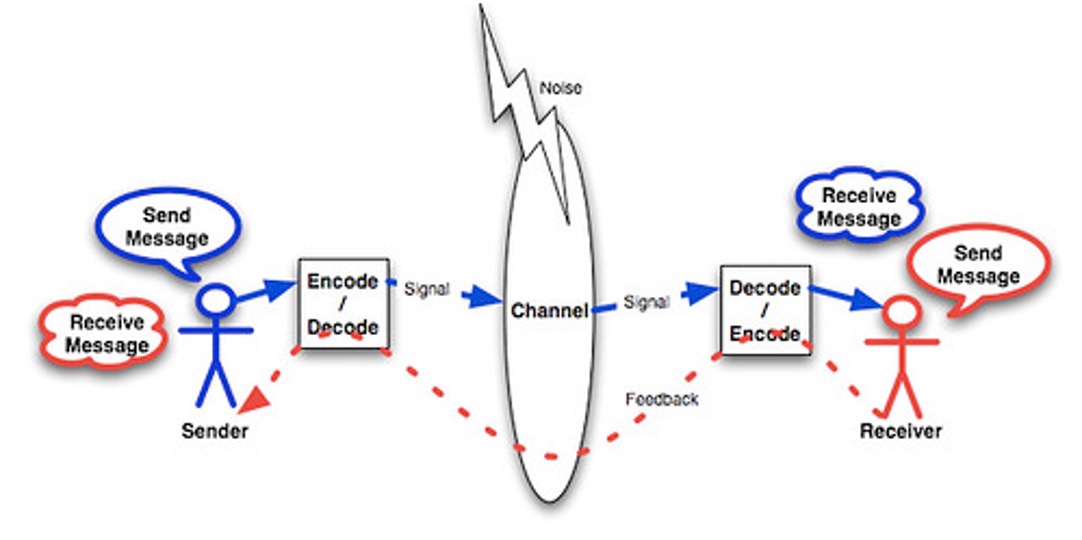 Noise
Send
Message
Receive
Message
Receive
Message
Send
Message
Encode
/
Decode
Signal
Channel
Signal
Decode
/
Encode
Feedback
Sender
Receiver